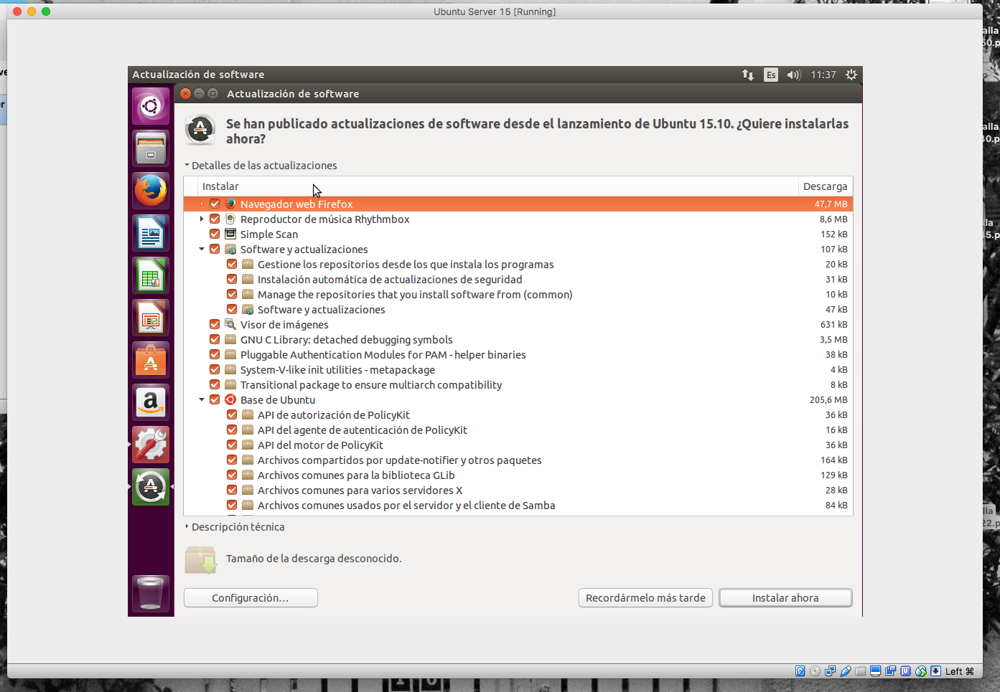 Ubuntu Server 15 [Running]
Actualización de software
Es
11:37
Actualización de software
Se han publicado actualizaciones de software desde el lanzamiento de Ubuntu 15.10. ¿Quiere instalarlas
ahora?
Detalles de las actualizaciones
Instalar Descarga
Navegador web Firefox 47,7 MB
Reproductor de música Rhythmbox 8,6 MB
Simple Scan 152 kB
Software y actualizaciones 107 kB
Gestione los repositorios desde los que instala los programas 20 kB
Instalación automática de actualizaciones de seguridad 31 kB
Manage the repositories that you install software from (common) 10 kB
Software y actualizaciones 47 kB
Visor de imágenes 631 kB
GNU C Library: detached debugging symbols 3,5 MB
Pluggable Authentication Modules for PAM - helper binaries 38 kB
System-V-like init utilities - metapackage 4 kB
Transitional package to ensure multiarch compatibility 8 kB
Base de Ubuntu 205,6 MB
API de autorización de PolicyKit 36 kB
API del agente de autenticación de PolicyKit 16 kB
API del motor de PolicyKit 36 kB
Archivos compartidos por update-notifier y otros paquetes 164 kB
Archivos comunes para la biblioteca GLib 129 kB
Archivos comunes para varios servidores X 28 kB
Archivos comunes usados por el servidor y el cliente de Samba 84 kB
Descripción técnica
Tamaño de la descarga desconocido.
Configuración…
Recordármelo más tarde
Instalar ahora
Left ⌘